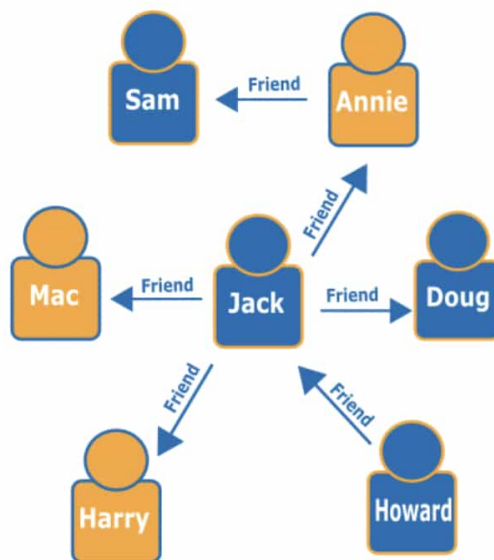 Sam
Friend
Annie
Friend
Mac
Friend
Jack
Friend
Doug
Friend
Friend
Harry
Howard